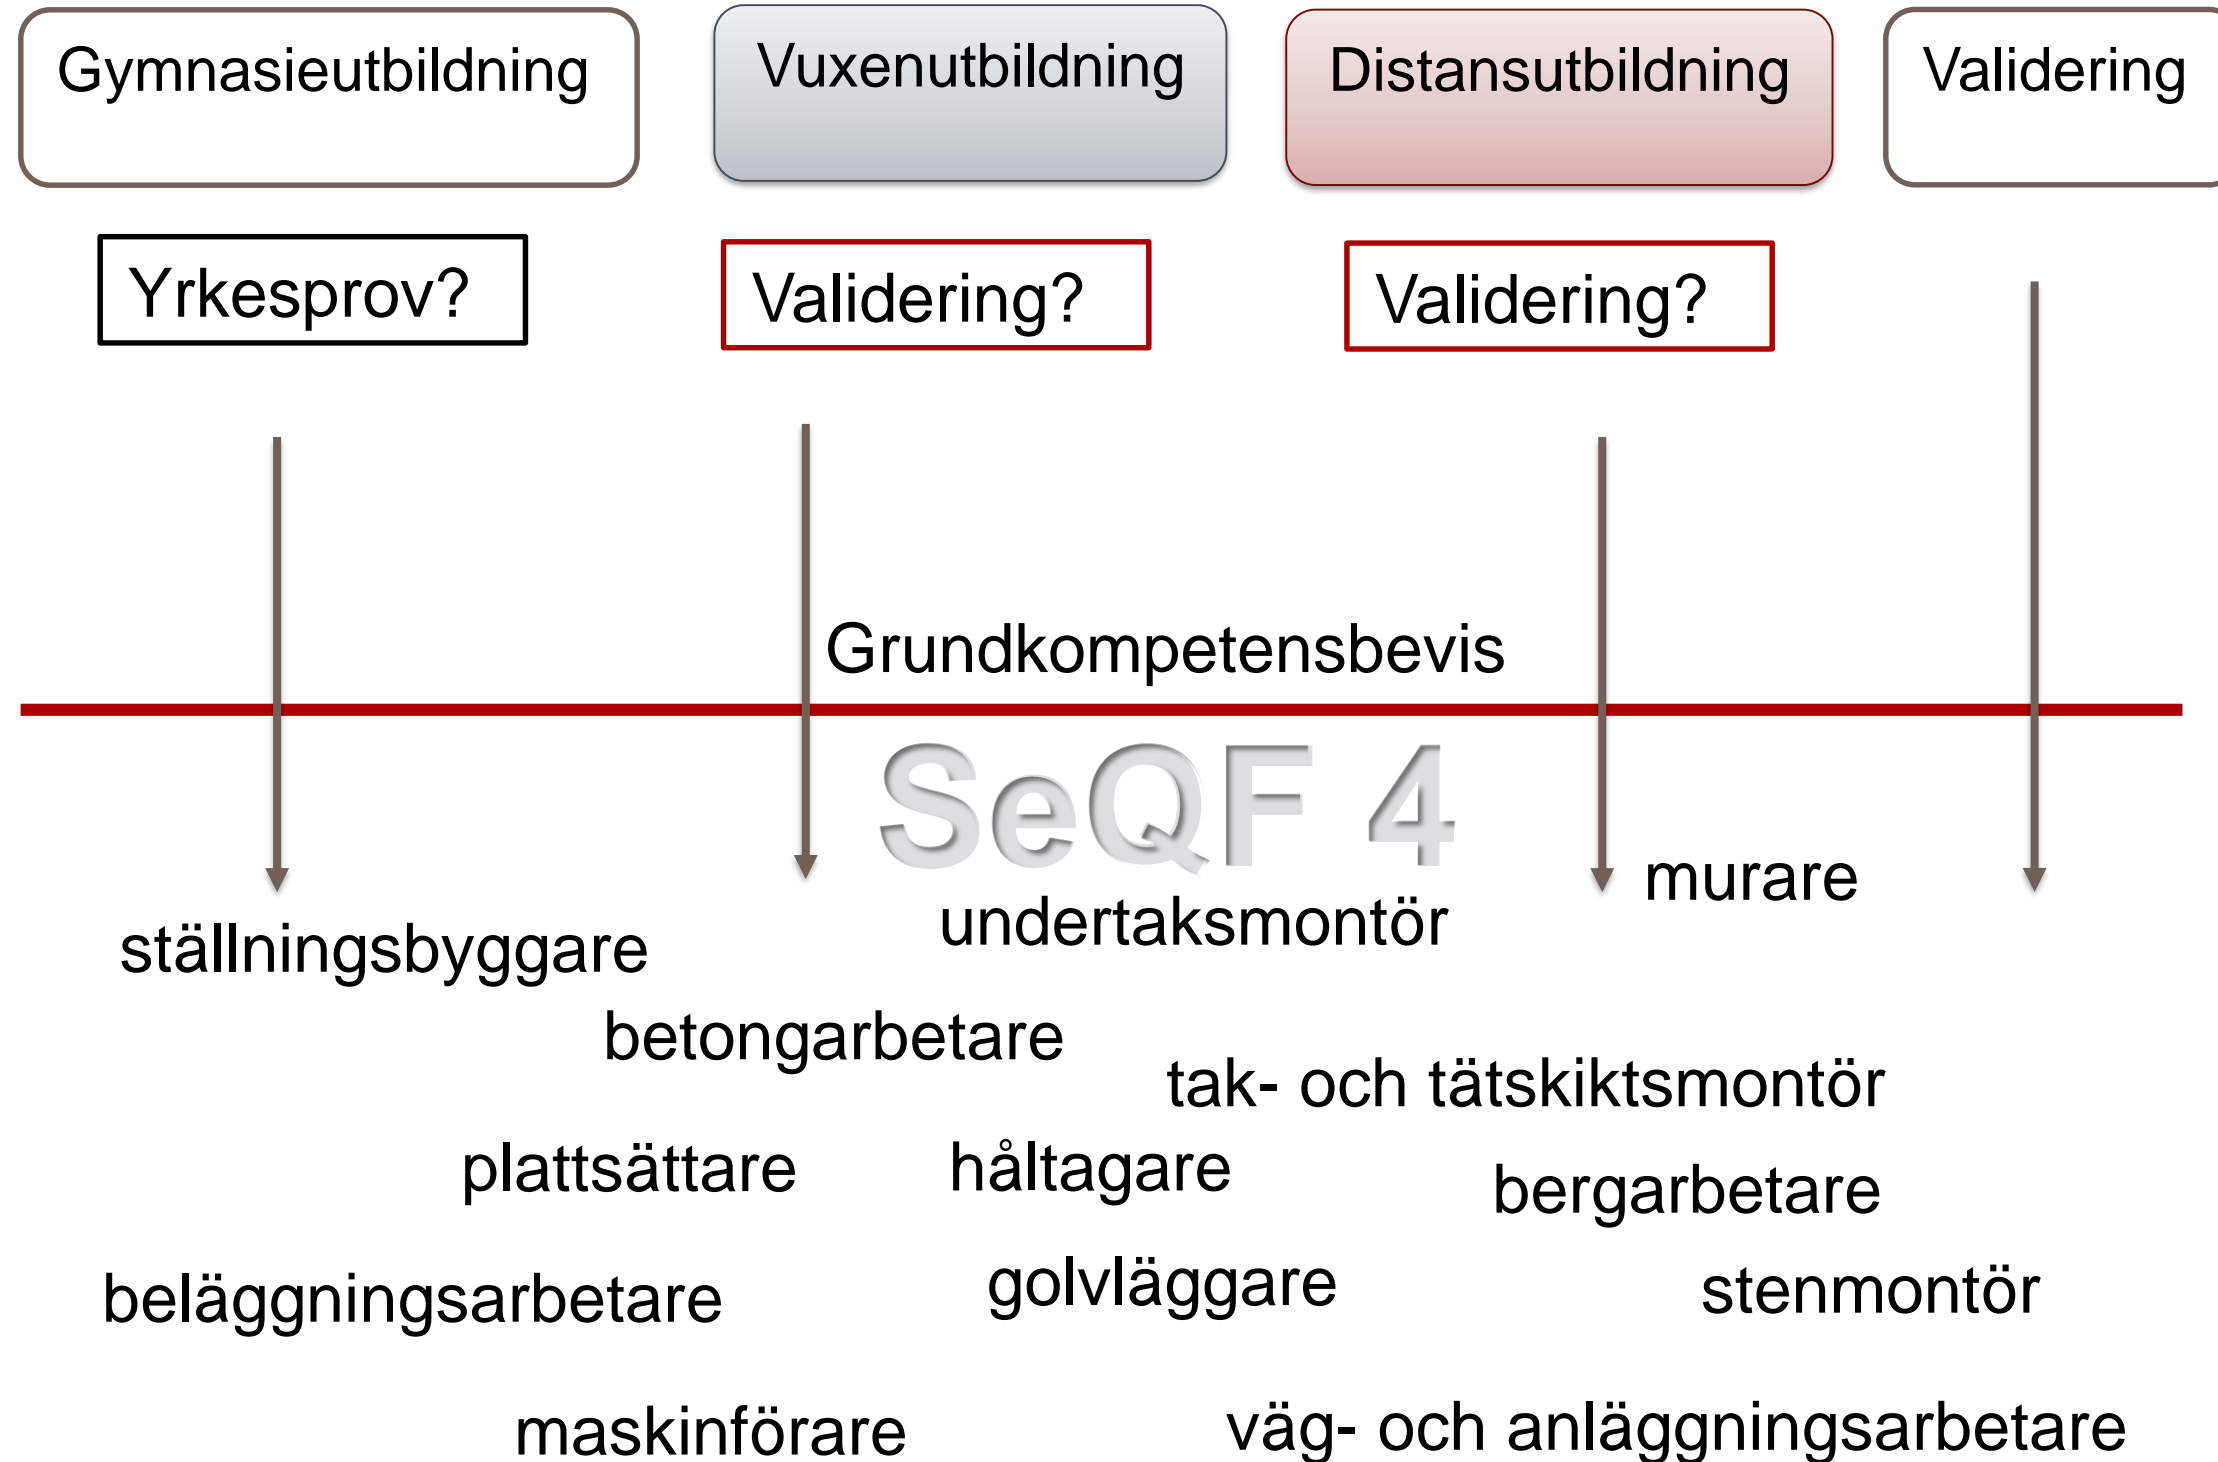 Gymnasieutbildning
Vuxenutbildning
Distansutbildning
Validering
Yrkesprov?
Validering?
Validering?
Grundkompetensbevis
SeQF 4
murare
undertaksmontör
ställningsbyggare
betongarbetare
tak- och tätskiktsmontör
plattsättare
håltagare
bergarbetare
golvläggare
stenmontör
beläggningsarbetare
maskinförare
väg- och anläggningsarbetare